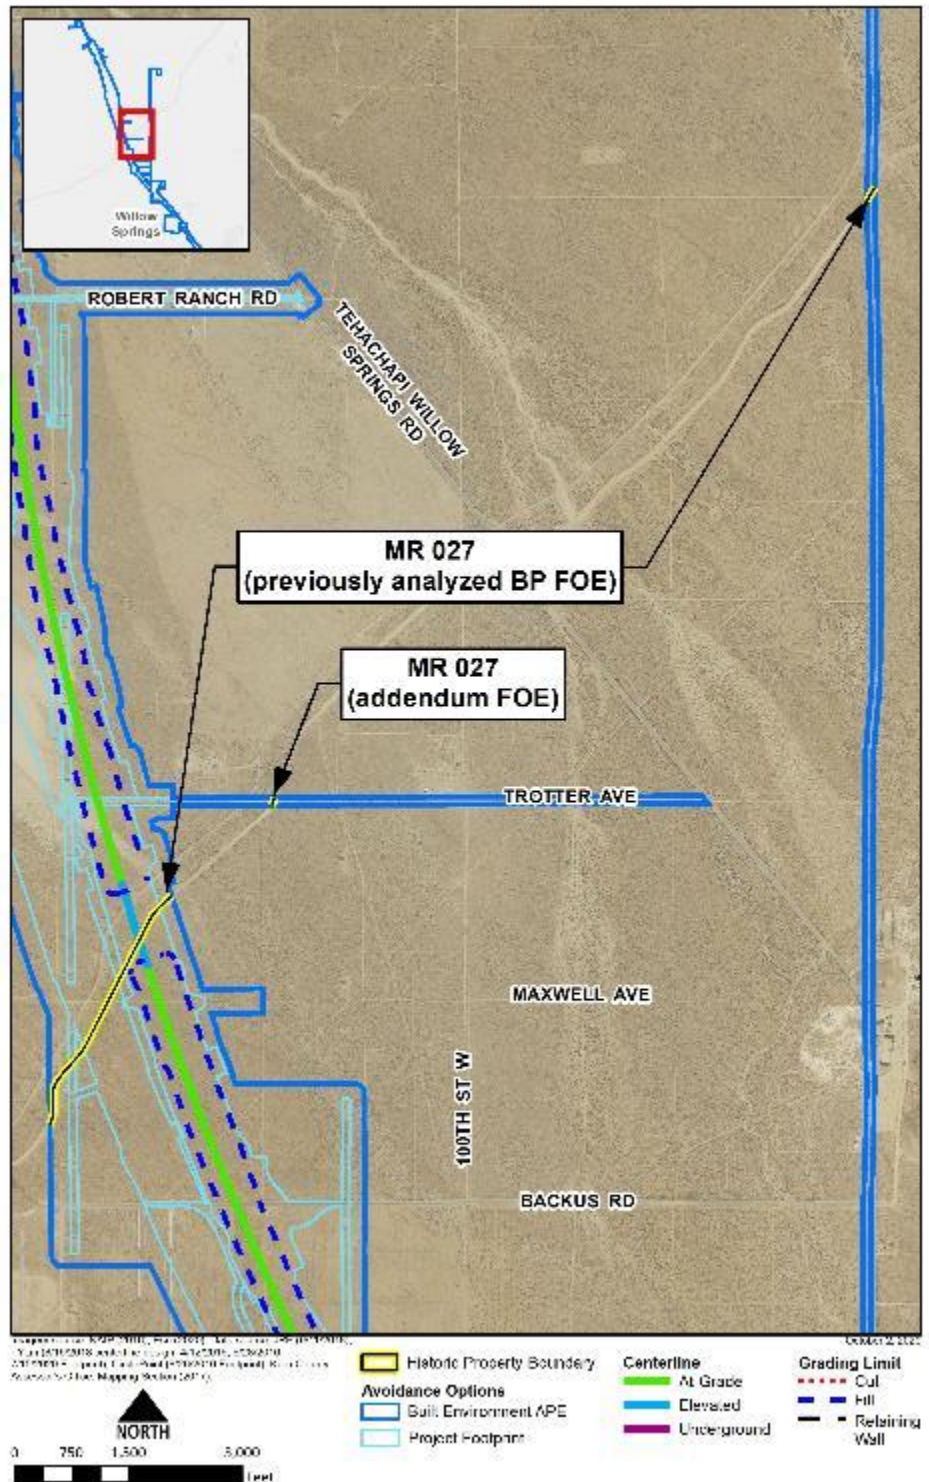 Willow
Springs
ROBERT RANCH RD
TEHACHAPI WILLOW
SPRINGS RD
MR 027
(previously analyzed BP FOE)
MR 027
(addendum FOE)
TROTTER AVE
MAXWELL AVE
100TH ST W
BACKUS RD
NORTH
0 750 1,500 3,000
Feet
Historic Property Boundary
Avoidance Options
Built Environment APE
Project Footprint
Centerline
At Grade
Elevated
Underground
Grading Limit
Cut
Fill
Retaining
Wall